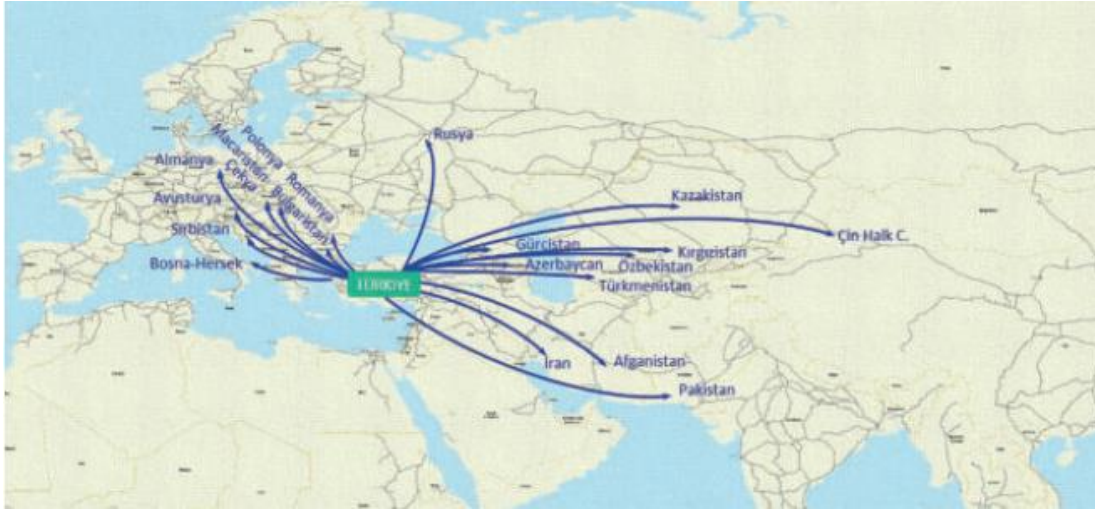 Rusya
Polonya
Macaristan
Romanya
Almanya
Çekya
Bulgaristan
Avusturya
Kazakistan
Sırbistan
Çin Halk C.
Gürcistan
Kırgızistan
Bosna-Hersek
Azerbaycan
Özbekistan
TÜRKİYE
Türkmenistan
İran
Afganistan
Pakistan